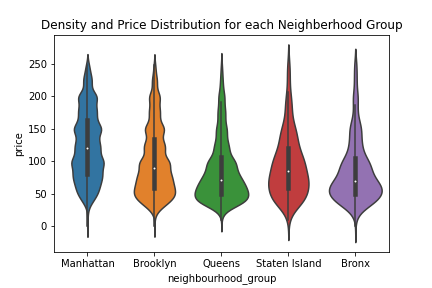 Density and Price Distribution for each Neighberhood Group
250
200
150
100
50
0
price
Manhattan Brooklyn Queens Staten Island Bronx
neighbourhood_group